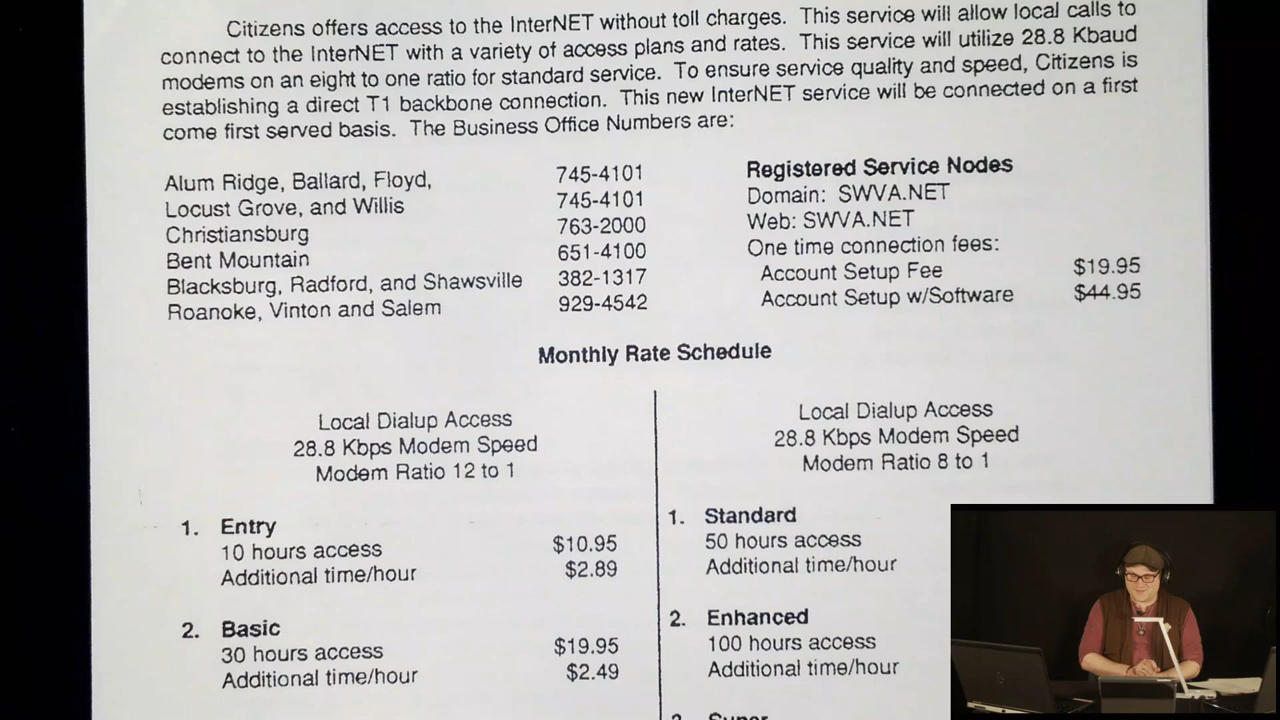 Citizens offers access to the InterNET without toll charges. This service will allow local calls to
connect to the InterNET with a variety of access plans and rates. This service will utilize 28.8 Kbaud
modems on an eight to one ratio for standard service. To ensure service quality and speed, Citizens is
establishing a direct T1 backbone connection. This new InterNET service will be connected on a first
come first served basis. The Business Office Numbers are:
Alum Ridge, Ballard, Floyd, 745-4101
Locust Grove, and Willis 745-4101
Christiansburg 763-2000
Bent Mountain 651-4100
Blacksburg, Radford, and Shawsville 382-1317
Roanoke, Vinton and Salem 929-4542
Registered Service Nodes
Domain: SWVA.NET
Web: SWVA.NET
One time connection fees:
Account Setup Fee $19.95
Account Setup w/Software $44.95
Monthly Rate Schedule
Local Dialup Access
28.8 Kbps Modem Speed
Modem Ratio 12 to 1
1. Entry
10 hours access $10.95
Additional time/hour $2.89
2. Basic
30 hours access $19.95
Additional time/hour $2.49
Local Dialup Access
28.8 Kbps Modem Speed
Modem Ratio 8 to 1
1. Standard
50 hours access
Additional time/hour
2. Enhanced
100 hours access
Additional time/hour
3. Super